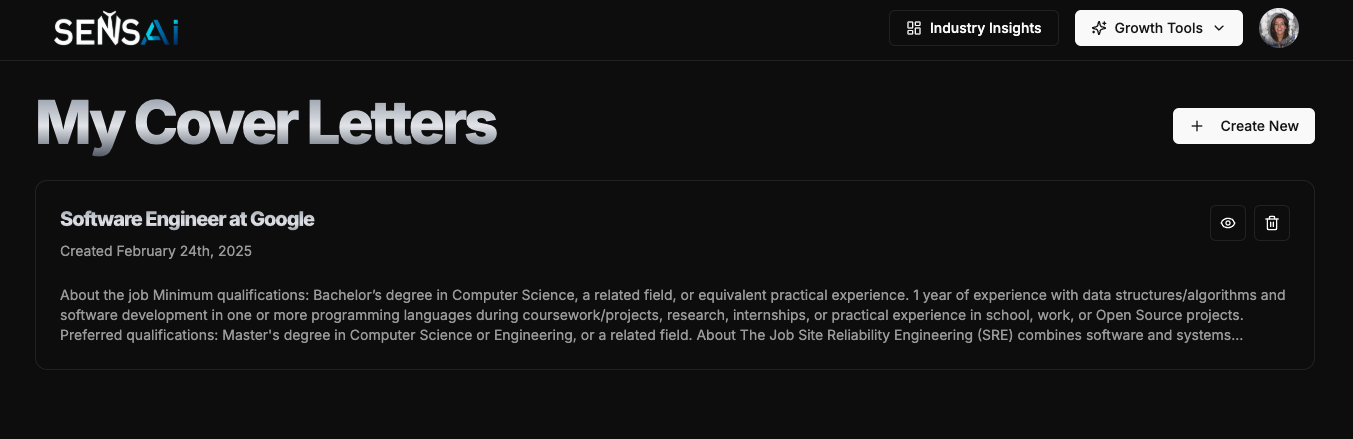 SENSAi
Industry Insights
Growth Tools
My Cover Letters
Create New
Software Engineer at Google
Created February 24th, 2025
About the job Minimum qualifications: Bachelor’s degree in Computer Science, a related field, or equivalent practical experience. 1 year of experience with data structures/algorithms and
software development in one or more programming languages during coursework/projects, research, internships, or practical experience in school, work, or Open Source projects.
Preferred qualifications: Master's degree in Computer Science or Engineering, or a related field. About The Job Site Reliability Engineering (SRE) combines software and systems...